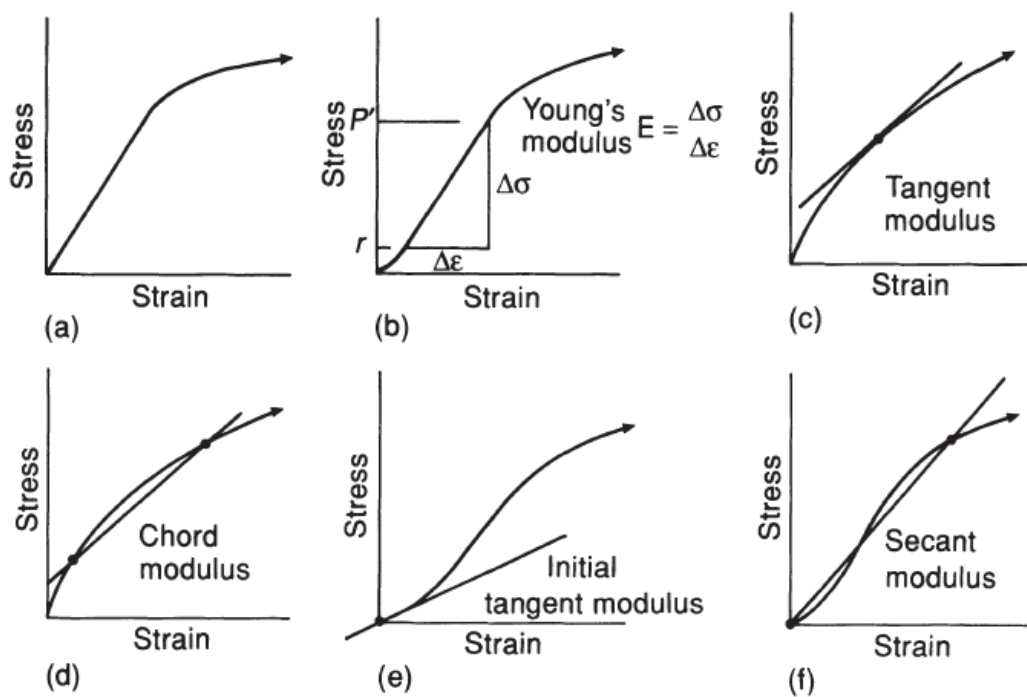 Stress
Strain
(a)
Stress
P'
r
Young's
modulus
E = Δσ
Δε
Δσ
Δε
Strain
(b)
Stress
Tangent
modulus
Strain
(c)
Stress
Chord
modulus
Strain
(d)
Stress
Initial
tangent modulus
Strain
(e)
Stress
Secant
modulus
Strain
(f)